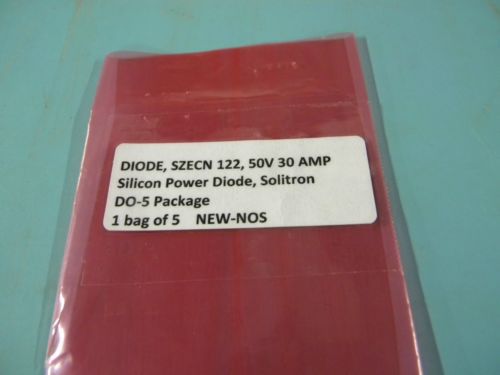 DIODE, SZECN 122, 50V 30 AMP
Silicon Power Diode, Solitron
DO-5 Package
1 bag of 5 NEW-NOS